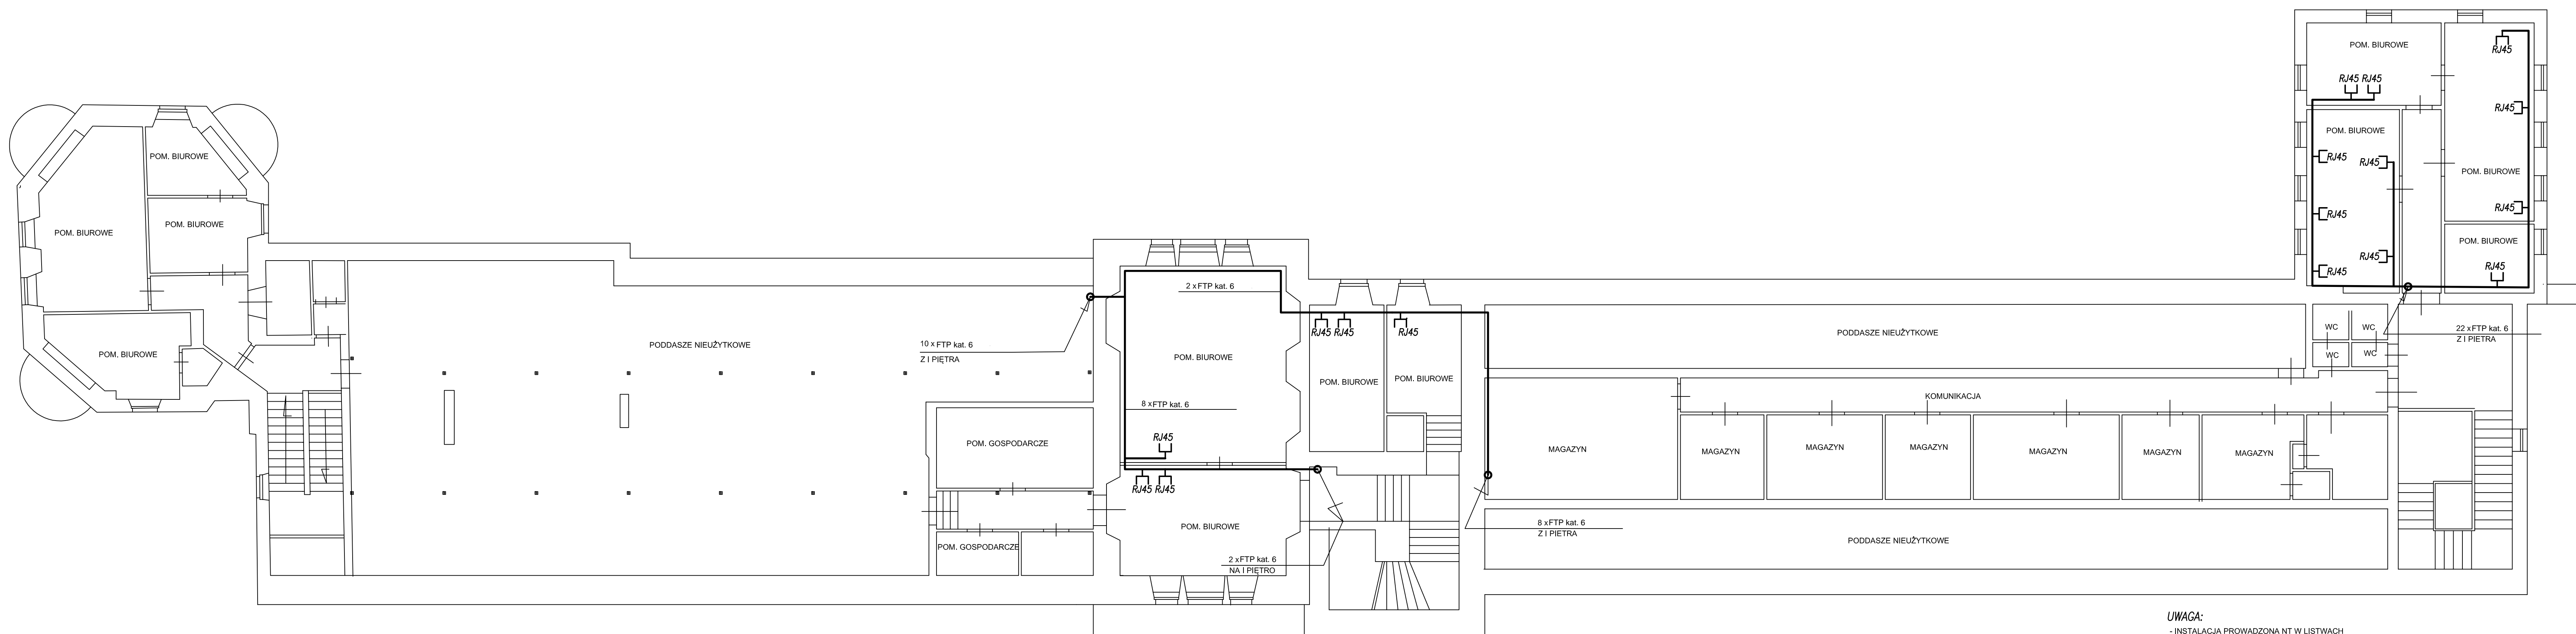 POM. BIUROWE
RJ45
RJ45 RJ45
RJ45
POM. BIUROWE
POM. BIUROWE
RJ45
RJ45
POM. BIUROWE
POM. BIUROWE
RJ45
RJ45
POM. BIUROWE
POM. BIUROWE
POM. BIUROWE
RJ45
RJ45
RJ45
2 x FTP kat. 6
RJ45 RJ45
RJ45
PODDASZE NIEUŻYTKOWE
WC
WC
22 x FTP kat. 6
Z I PIETRA
10 x FTP kat. 6
Z I PIĘTRA
PODDASZE NIEUŻYTKOWE
POM. BIUROWE
POM. BIUROWE
WC
WC
POM. BIUROWE
POM. BIUROWE
KOMUNIKACJA
8 x FTP kat. 6
RJ45
POM. GOSPODARCZE
MAGAZYN
MAGAZYN
MAGAZYN
MAGAZYN
MAGAZYN
MAGAZYN
MAGAZYN
RJ45 RJ45
POM. BIUROWE
8 x FTP kat. 6
Z I PIETRA
POM. GOSPODARCZE
PODDASZE NIEUŻYTKOWE
2 x FTP kat. 6
NA I PIĘTRO
UWAGA:
- INSTALACJA PROWADZONA NT W LISTWACH